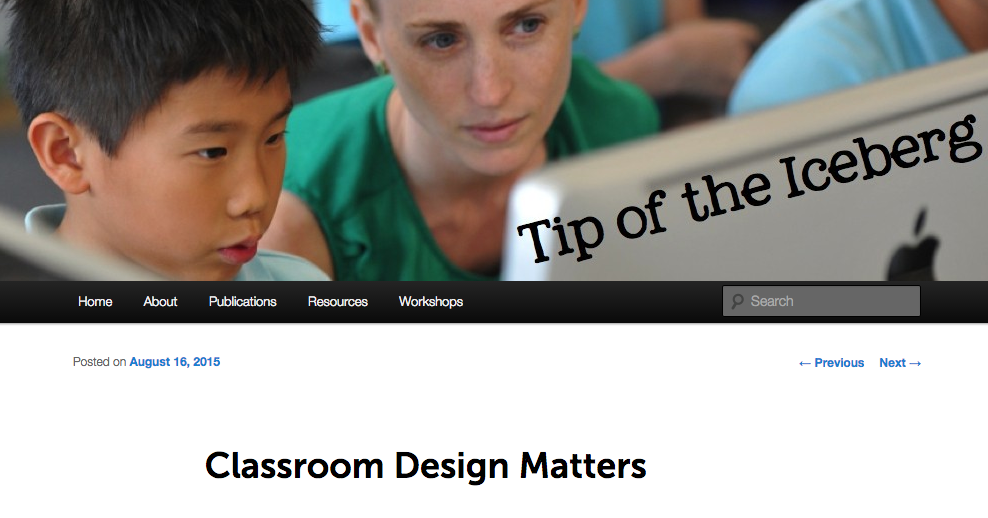 Tip of the Iceberg
Home About Publications Resources Workshops Search
Posted on August 16, 2015 ← Previous Next →
Classroom Design Matters